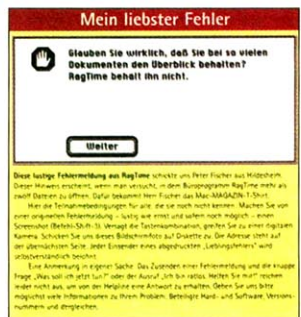 Mein liebster Fehler
Glauben Sie wirklich, daß Sie bei so vielen
Dokumenten den Überblick behalten?
RagTime behält ihn nicht.
Weiter
Diese lustige Fehlermeldung aus RagTime schickte uns Peter Fischer aus Hildesheim.
Dieser Hinweis erscheint, wenn man versucht, in dem Büroprogramm RagTime mehr als
zwölf Dateien zu öffnen. Dafür bekommt Herr Fischer das Mac-MAGAZIN-T-Shirt.
Hier die Teilnahmebedingungen für alle, die sie noch nicht kennen: Machen Sie von
einer originellen Fehlermeldung – lustig wie ernst und sofern noch möglich – einen
Screenshot (Befehl-Shift-3). Versagt die Tastenkombination, greifen Sie zu einer digitalen
Kamera. Schicken Sie uns dieses Bildschirmfoto auf Diskette zu. Die Adresse steht auf
der übernächsten Seite. Jeder Einsender eines abgedruckten „Lieblingsfehlers" wird
selbstverständlich belohnt.
Eine Anmerkung in eigener Sache: Das Zusenden einer Fehlermeldung und die knappe
Frage „Was soll ich jetzt tun?" oder der Ausruf „Ich bin ratlos. Helfen Sie mir!" reichen
leider nicht aus, um von der Helpline eine Antwort zu erhalten. Geben Sie uns bitte
möglichst viele Informationen zu Ihrem Problem: Beteiligte Hard- und Software, Versions-
nummern und dergleichen.